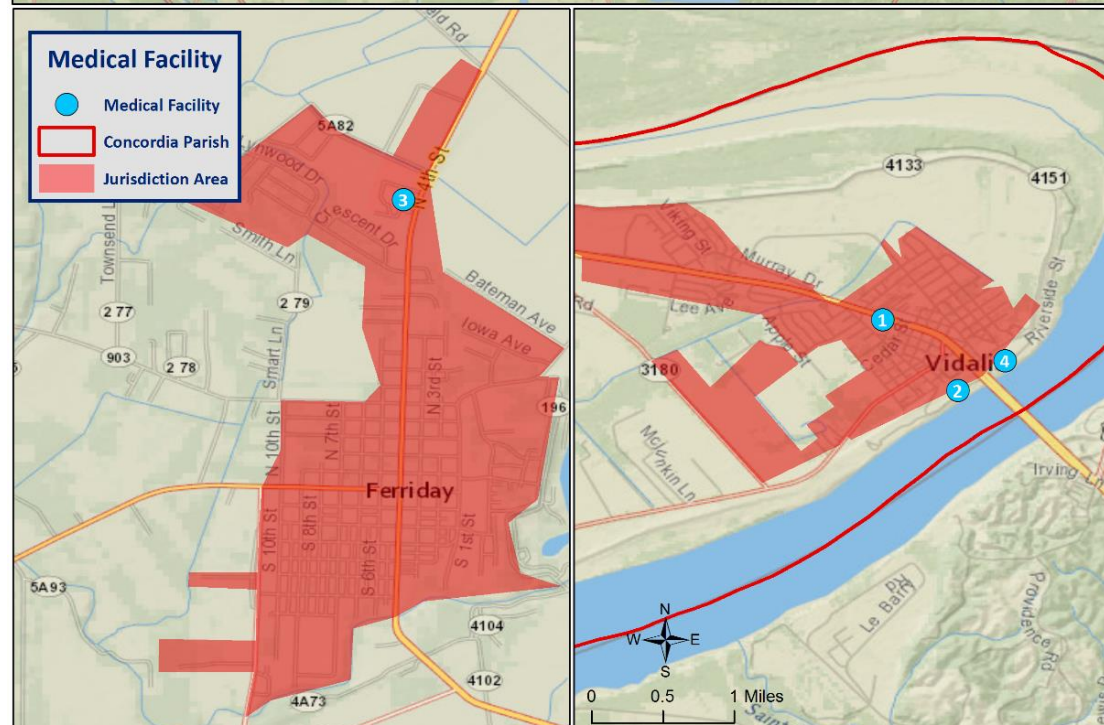 Medical Facility
Medical Facility
Concordia Parish
Jurisdiction Area
5A82
Lynwood Dr
Crescent Dr
N 4th St
3
Townsend L
Smith Ln
2 79
2 77
903
2 78
Smart Ln
Bateman Ave
Iowa Ave
196
N 10th St
N 7th St
N 3rd St
Ferriday
S 10th St
S 8th St
S 6th St
S 1st St
5A93
4104
4102
4A73
4133
4151
Viking St
Murray Dr
Rd
Lee Ave
Apple St
1
Cedar St
Riverside St
3180
Vidali
4
2
McJunkin Ln
Irving Ln
Le Barry
Rd
Providence Rd
N
W E
S
0 0.5 1 Miles
Saint